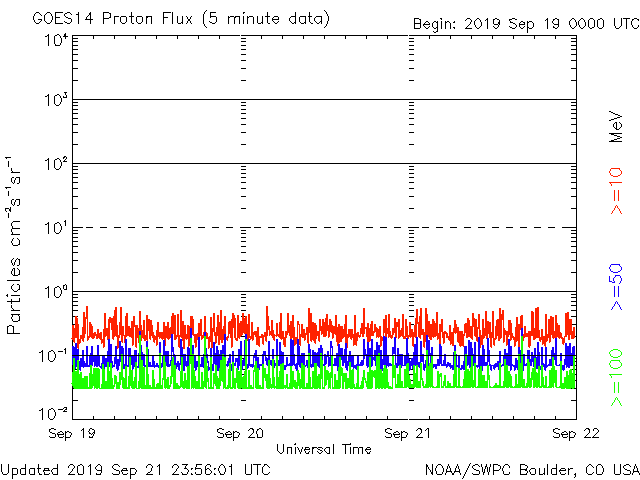 GOES14 Proton Flux (5 minute data)
Begin: 2019 Sep 19 0000 UTC
Particles cm⁻²s⁻¹sr⁻¹
10⁴
10³
10²
10¹
10⁰
10⁻¹
10⁻²
Sep 19
Sep 20
Sep 21
Sep 22
Universal Time
MeV
>=10
>=50
>=100
Updated 2019 Sep 21 23:56:01 UTC
NOAA/SWPC Boulder, CO USA